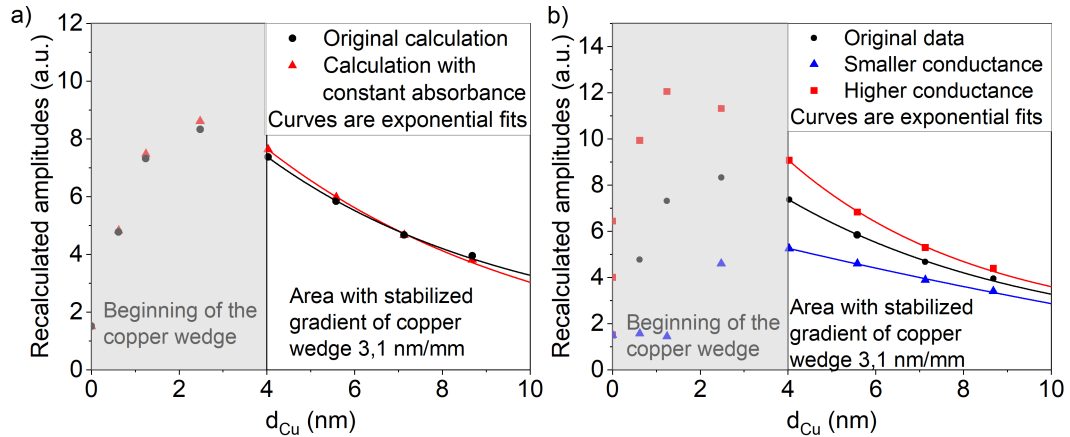 a)
12
10
8
6
4
2
0
Recalculated amplitudes (a.u.)
Original calculation
Calculation with
constant absorbance
Curves are exponential fits
Beginning of the
copper wedge
Area with stabilized
gradient of copper
wedge 3,1 nm/mm
0 2 4 6 8 10
dCu (nm)
b)
14
12
10
8
6
4
2
0
Recalculated amplitudes (a.u.)
Original data
Smaller conductance
Higher conductance
Curves are exponential fits
Beginning of the
copper wedge
Area with stabilized
gradient of copper
wedge 3,1 nm/mm
0 2 4 6 8 10
dCu (nm)